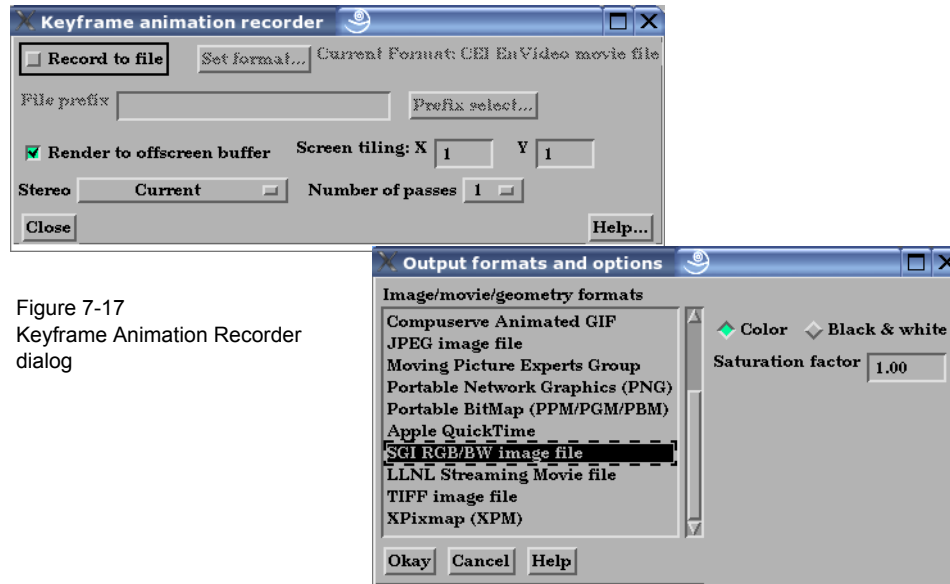 Keyframe animation recorder
Record to file Set format... Current Format: CEI EnVideo movie file
File prefix Prefix select...
Render to offscreen buffer Screen tiling: X 1 Y 1
Stereo Current Number of passes 1
Close Help...
Figure 7-17
Keyframe Animation Recorder
dialog
Output formats and options
Image/movie/geometry formats
Compuserve Animated GIF
JPEG image file
Moving Picture Experts Group
Portable Network Graphics (PNG)
Portable BitMap (PPM/PGM/PBM)
Apple QuickTime
SGI RGB/BW image file
LLNL Streaming Movie file
TIFF image file
XPixmap (XPM)
Color Black & white
Saturation factor 1.00
Okay Cancel Help